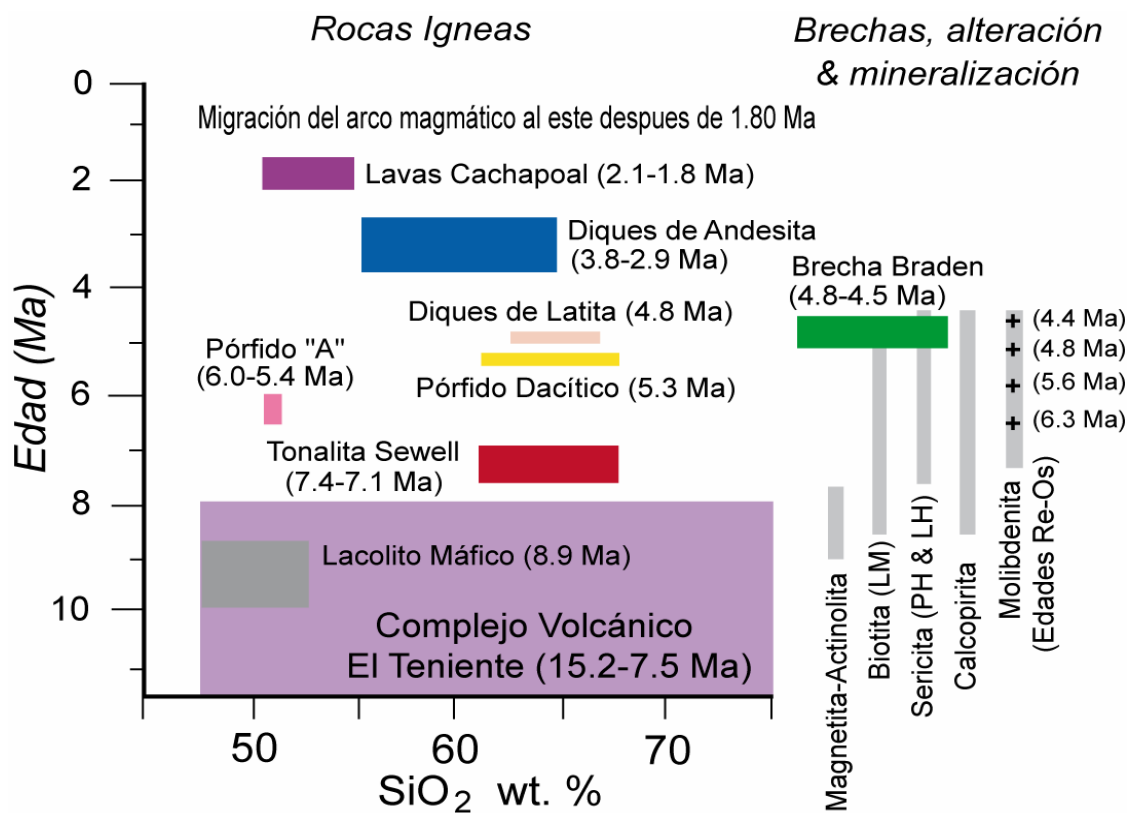 Rocas Igneas
Brechas, alteración
& mineralización
Edad (Ma)
0
2
4
6
8
10
Migración del arco magmático al este despues de 1.80 Ma
Lavas Cachapoal (2.1-1.8 Ma)
Diques de Andesita
(3.8-2.9 Ma)
Diques de Latita (4.8 Ma)
Pórfido "A"
(6.0-5.4 Ma)
Pórfido Dacítico (5.3 Ma)
Tonalita Sewell
(7.4-7.1 Ma)
Lacolito Máfico (8.9 Ma)
Complejo Volcánico
El Teniente (15.2-7.5 Ma)
50
60
70
SiO₂ wt. %
Brecha Braden
(4.8-4.5 Ma)
(4.4 Ma)
(4.8 Ma)
(5.6 Ma)
(6.3 Ma)
Magnetita-Actinolita
Biotita (LM)
Sericita (PH & LH)
Calcopirita
Molibdenita
(Edades Re-Os)